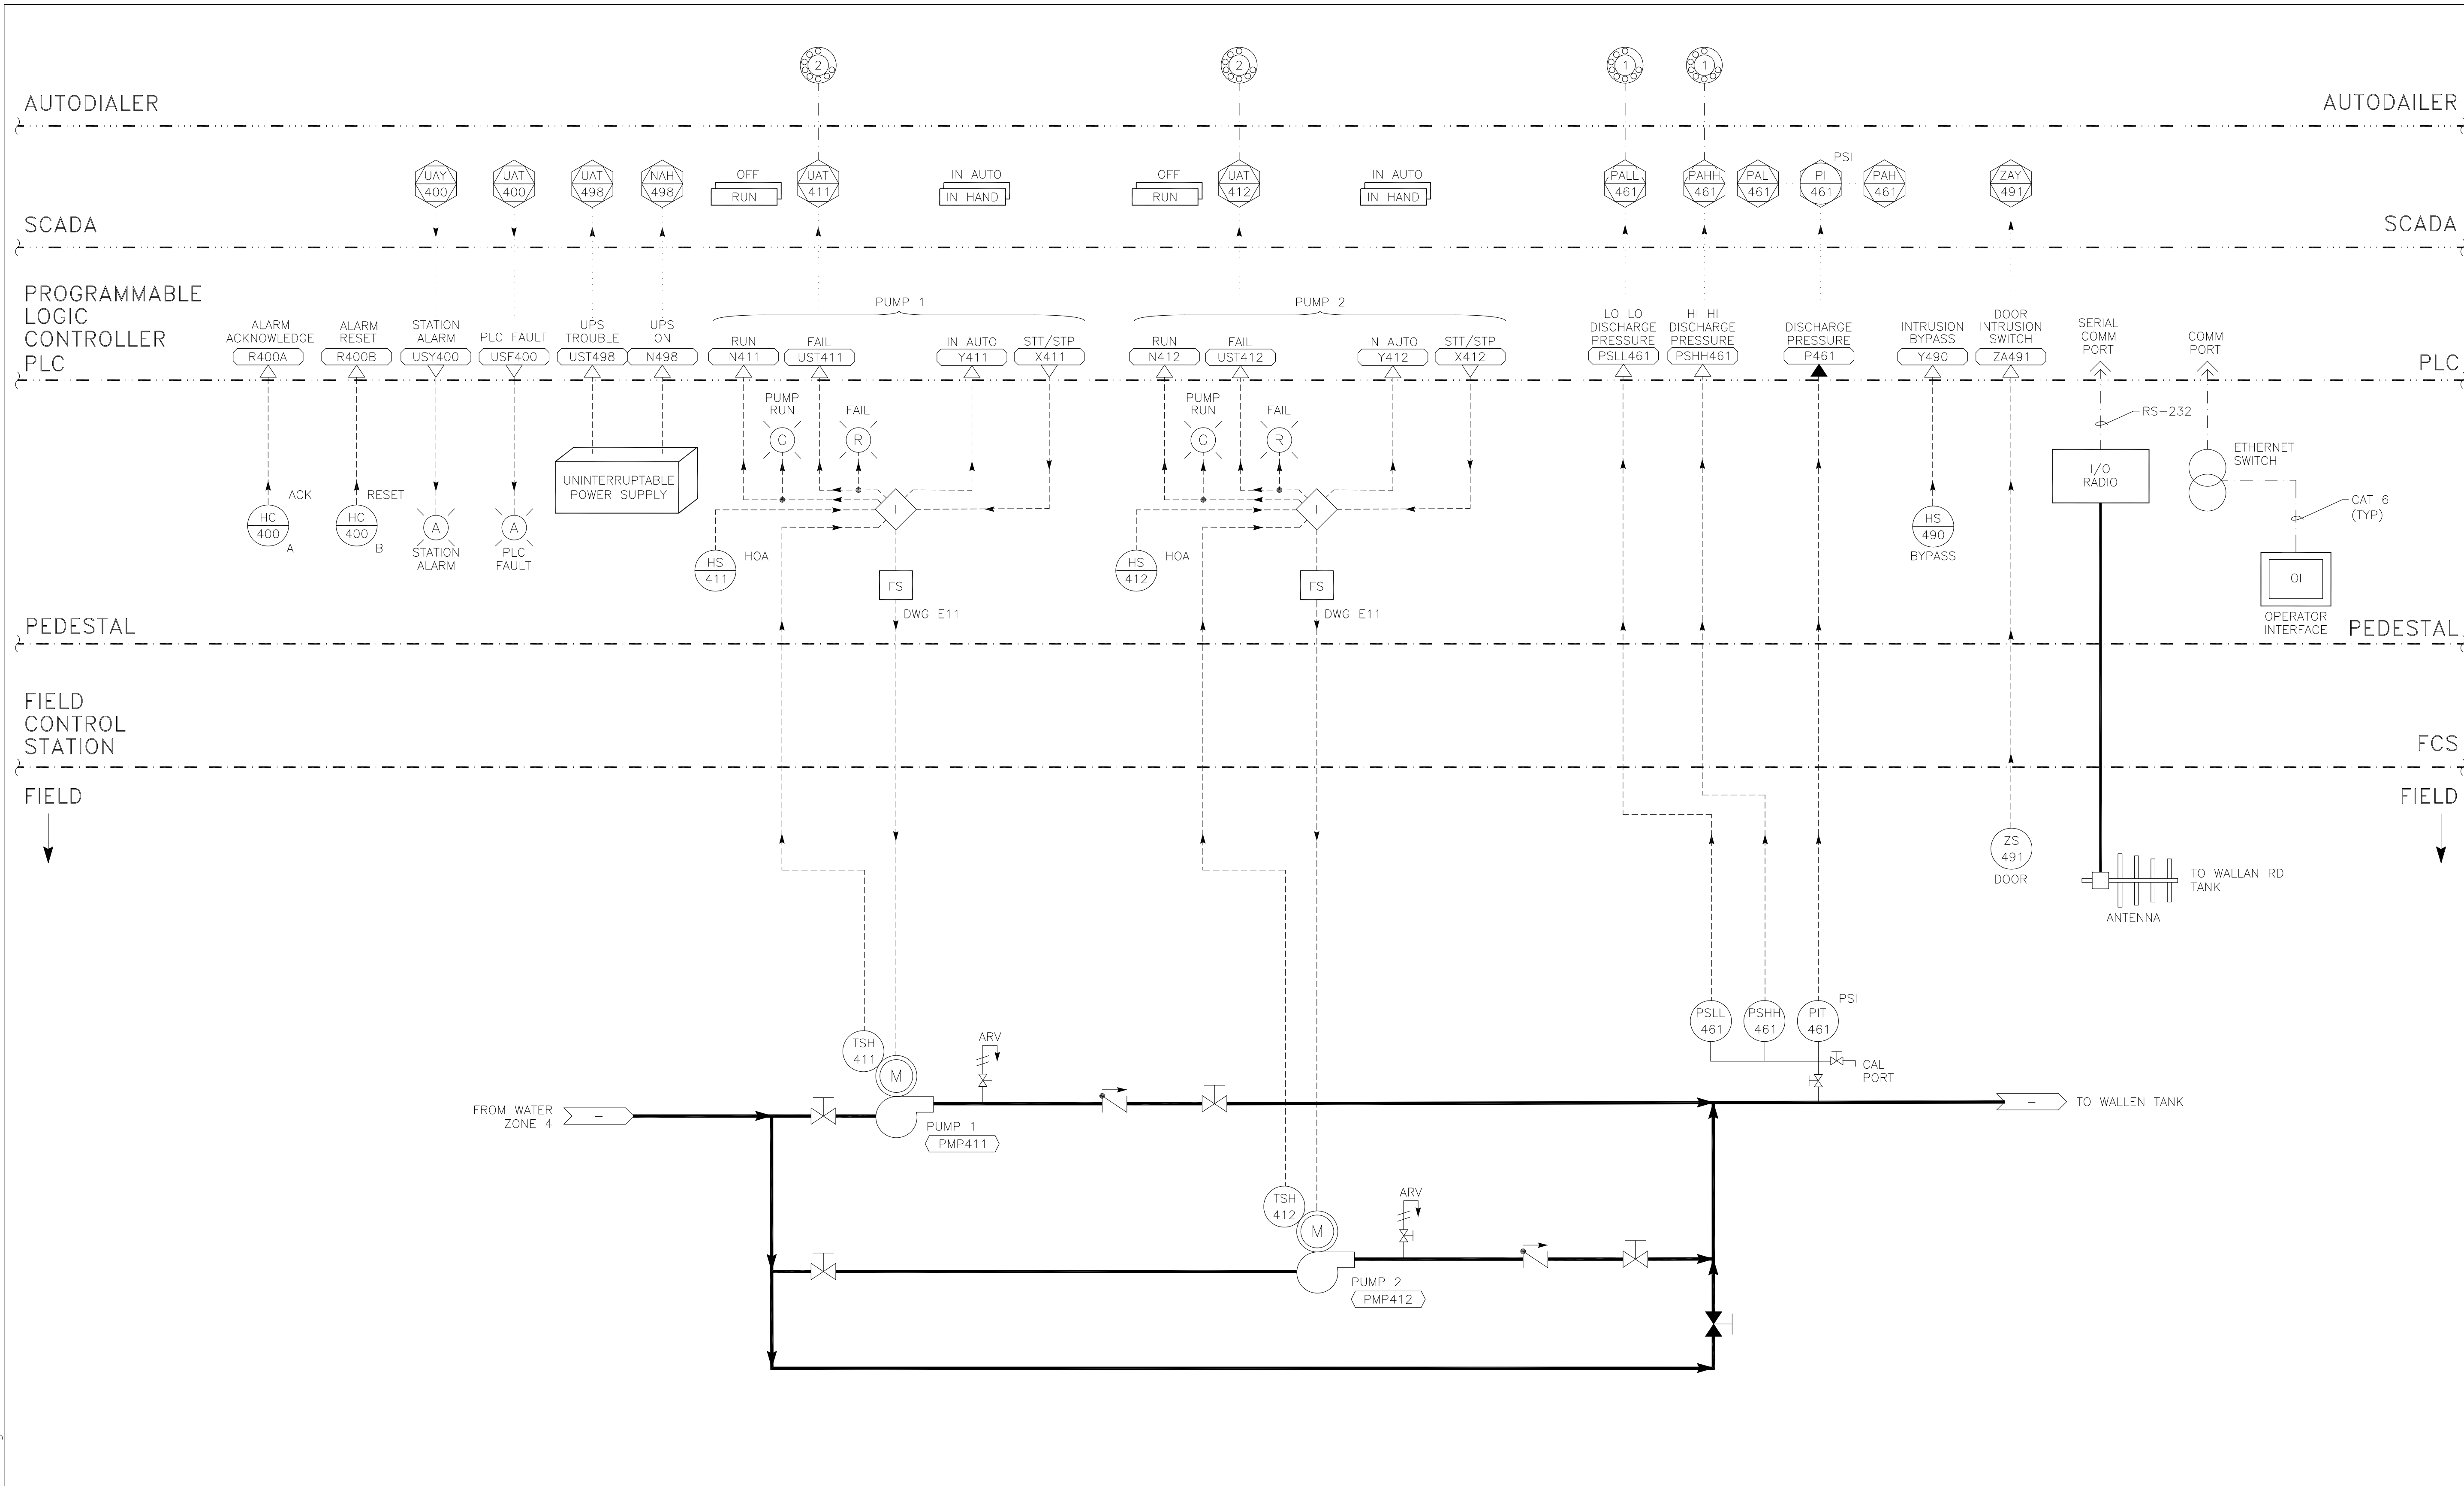 2
2
1
1
AUTODIALER
AUTODAILER
UAY
400
UAT
400
UAT
498
NAH
498
OFF
RUN
UAT
411
IN AUTO
IN HAND
OFF
RUN
UAT
412
IN AUTO
IN HAND
PALL
461
PAHH
461
PAL
461
PSI
PI
461
PAH
461
ZAY
491
SCADA
SCADA
PROGRAMMABLE
LOGIC
CONTROLLER
PLC
ALARM
ACKNOWLEDGE
R400A
ALARM
RESET
R400B
STATION
ALARM
USY400
PLC FAULT
USF400
UPS
TROUBLE
UST498
UPS
ON
N498
PUMP 1
RUN
N411
FAIL
UST411
IN AUTO
Y411
STT/STP
X411
PUMP 2
RUN
N412
FAIL
UST412
IN AUTO
Y412
STT/STP
X412
LO LO
DISCHARGE
PRESSURE
PSLL461
HI HI
DISCHARGE
PRESSURE
PSHH461
DISCHARGE
PRESSURE
P461
INTRUSION
BYPASS
Y490
DOOR
INTRUSION
SWITCH
ZA491
SERIAL
COMM
PORT
COMM
PORT
PLC
PUMP
RUN
G
FAIL
R
PUMP
RUN
G
FAIL
R
RS-232
I/O
RADIO
ETHERNET
SWITCH
CAT 6
(TYP)
UNINTERRUPTABLE
POWER SUPPLY
ACK
HC
400
A
RESET
HC
400
B
A
STATION
ALARM
A
PLC
FAULT
I
HS
411
HOA
FS
DWG E11
I
HS
412
HOA
FS
DWG E11
HS
490
BYPASS
OI
OPERATOR
INTERFACE
PEDESTAL
PEDESTAL
FIELD
CONTROL
STATION
FCS
FIELD
FIELD
ZS
491
DOOR
TO WALLAN RD
TANK
ANTENNA
PSLL
461
PSHH
461
PIT
461
PSI
CAL
PORT
TSH
411
M
ARV
FROM WATER
ZONE 4
-
PUMP 1
PMP411
-
TO WALLEN TANK
TSH
412
M
ARV
PUMP 2
PMP412